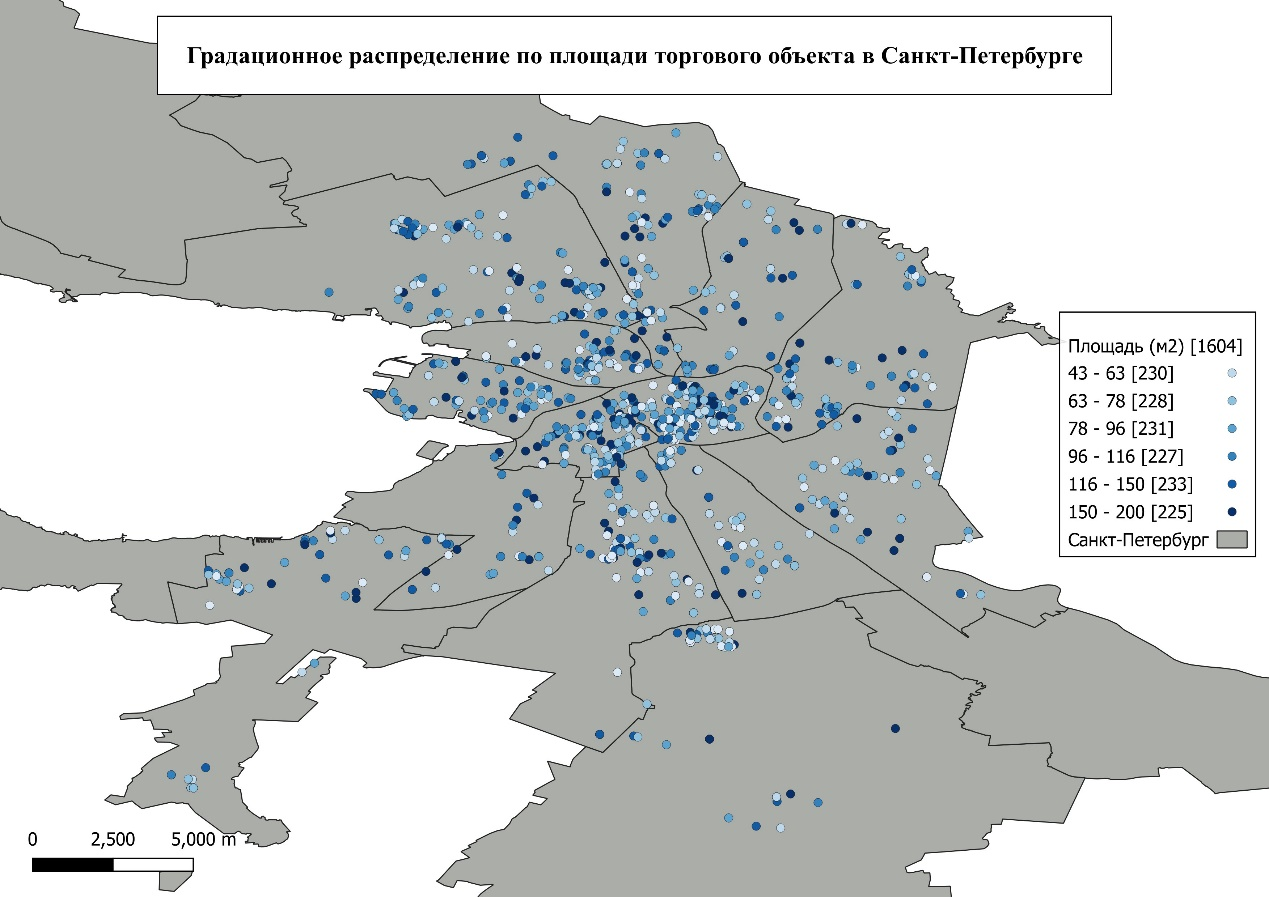 Градационное распределение по площади торгового объекта в Санкт-Петербурге
Площадь (м2) [1604]
43 - 63 [230]
63 - 78 [228]
78 - 96 [231]
96 - 116 [227]
116 - 150 [233]
150 - 200 [225]
Санкт-Петербург
0 2,500 5,000 m